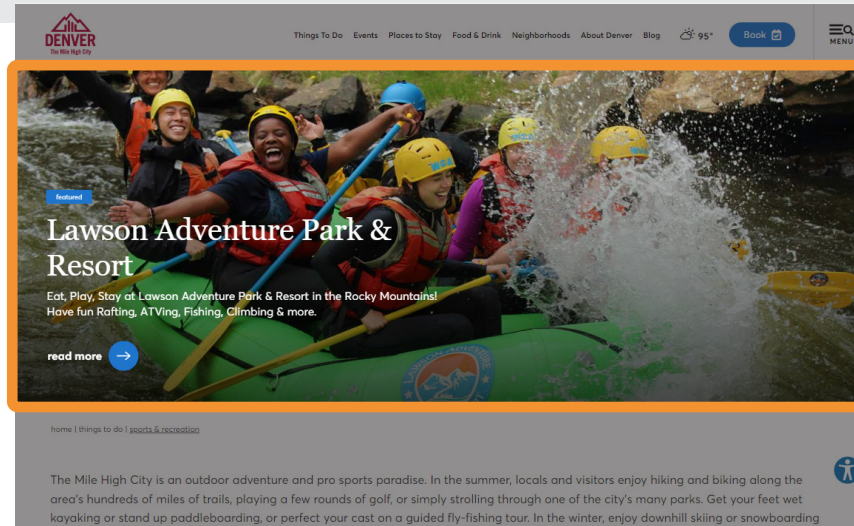 DENVER
The Mile High City
Things To Do Events Places to Stay Food & Drink Neighborhoods About Denver Blog 95° Book
MENU
WSA
featured
Lawson Adventure Park &
Resort
Eat, Play, Stay at Lawson Adventure Park & Resort in the Rocky Mountains!
Have fun Rafting, ATVing, Fishing, Climbing & more.
read more
LAWSON ADVENTURE
home | things to do | sports & recreation
The Mile High City is an outdoor adventure and pro sports paradise. In the summer, locals and visitors enjoy hiking and biking along the
area's hundreds of miles of trails, playing a few rounds of golf, or simply strolling through one of the city's many parks. Get your feet wet
kayaking or stand up paddleboarding, or perfect your cast on a guided fly-fishing tour. In the winter, enjoy downhill skiing or snowboarding